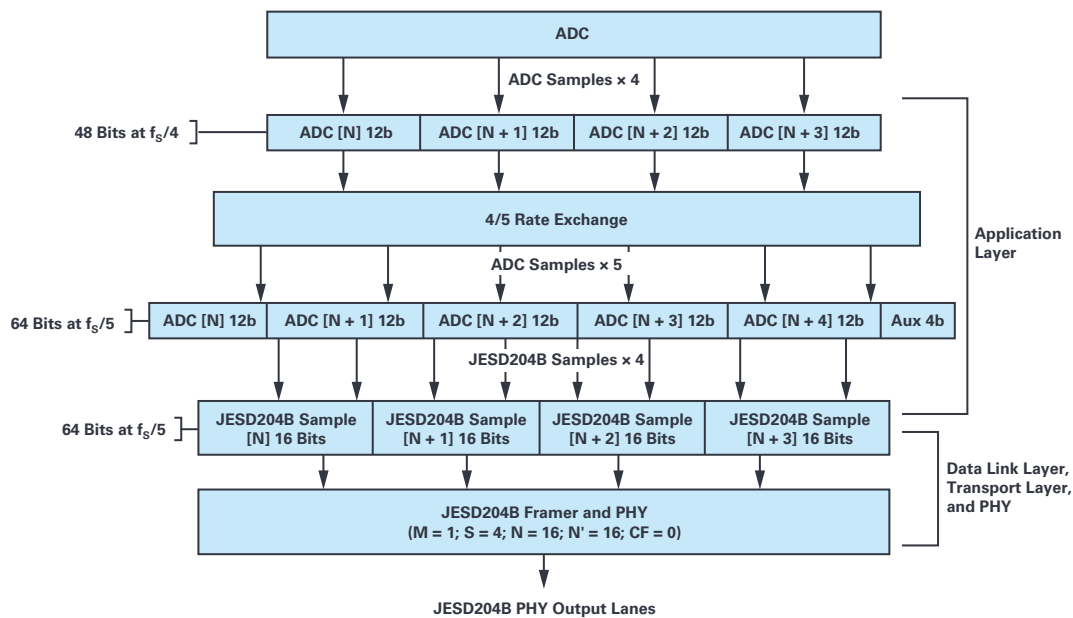 ADC
ADC Samples × 4
48 Bits at fS/4
ADC [N] 12b
ADC [N + 1] 12b
ADC [N + 2] 12b
ADC [N + 3] 12b
4/5 Rate Exchange
Application
Layer
ADC Samples × 5
64 Bits at fS/5
ADC [N] 12b
ADC [N + 1] 12b
ADC [N + 2] 12b
ADC [N + 3] 12b
ADC [N + 4] 12b
Aux 4b
JESD204B Samples × 4
64 Bits at fS/5
JESD204B Sample
[N] 16 Bits
JESD204B Sample
[N + 1] 16 Bits
JESD204B Sample
[N + 2] 16 Bits
JESD204B Sample
[N + 3] 16 Bits
Data Link Layer,
Transport Layer,
and PHY
JESD204B Framer and PHY
(M = 1; S = 4; N = 16; N' = 16; CF = 0)
JESD204B PHY Output Lanes